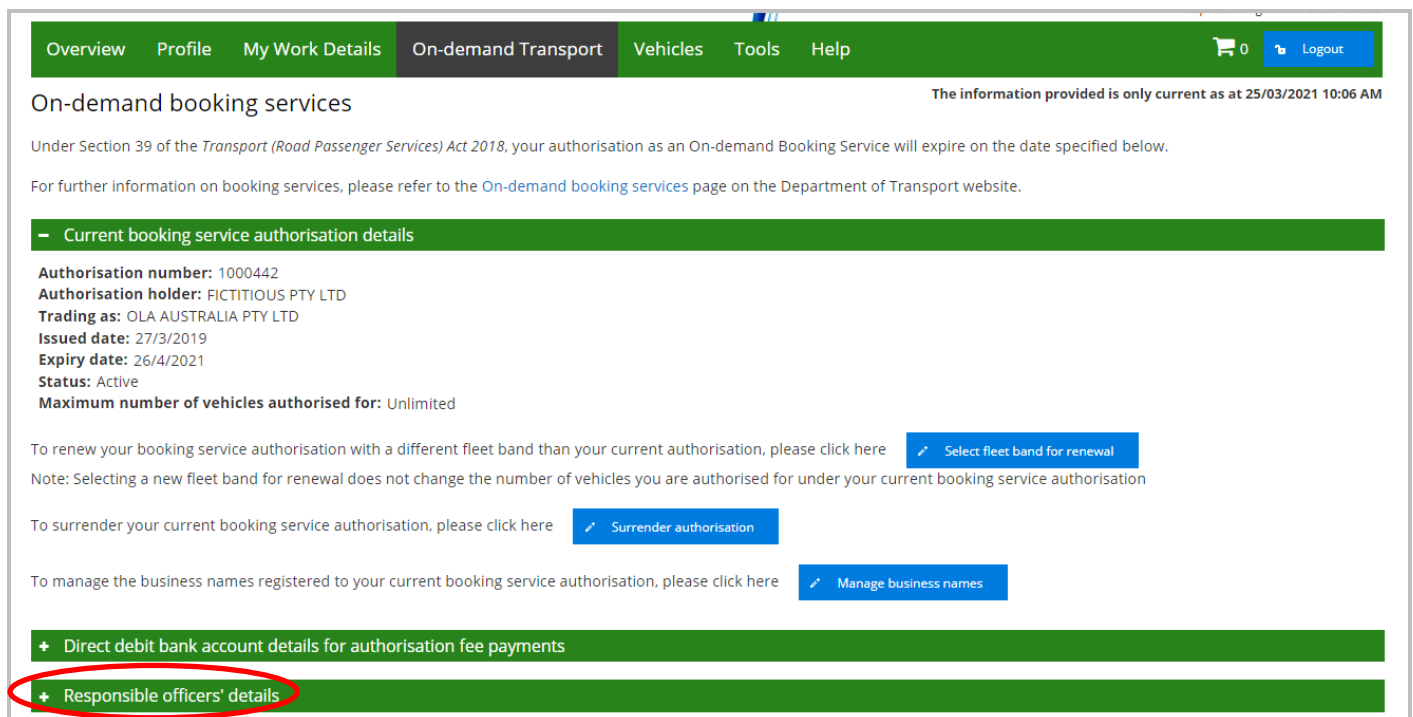 Overview Profile My Work Details On-demand Transport Vehicles Tools Help 0 Logout
The information provided is only current as at 25/03/2021 10:06 AM
On-demand booking services
Under Section 39 of the Transport (Road Passenger Services) Act 2018, your authorisation as an On-demand Booking Service will expire on the date specified below.
For further information on booking services, please refer to the On-demand booking services page on the Department of Transport website.
– Current booking service authorisation details
Authorisation number: 1000442
Authorisation holder: FICTITIOUS PTY LTD
Trading as: OLA AUSTRALIA PTY LTD
Issued date: 27/3/2019
Expiry date: 26/4/2021
Status: Active
Maximum number of vehicles authorised for: Unlimited
To renew your booking service authorisation with a different fleet band than your current authorisation, please click here Select fleet band for renewal
Note: Selecting a new fleet band for renewal does not change the number of vehicles you are authorised for under your current booking service authorisation
To surrender your current booking service authorisation, please click here Surrender authorisation
To manage the business names registered to your current booking service authorisation, please click here Manage business names
+ Direct debit bank account details for authorisation fee payments
+ Responsible officers' details